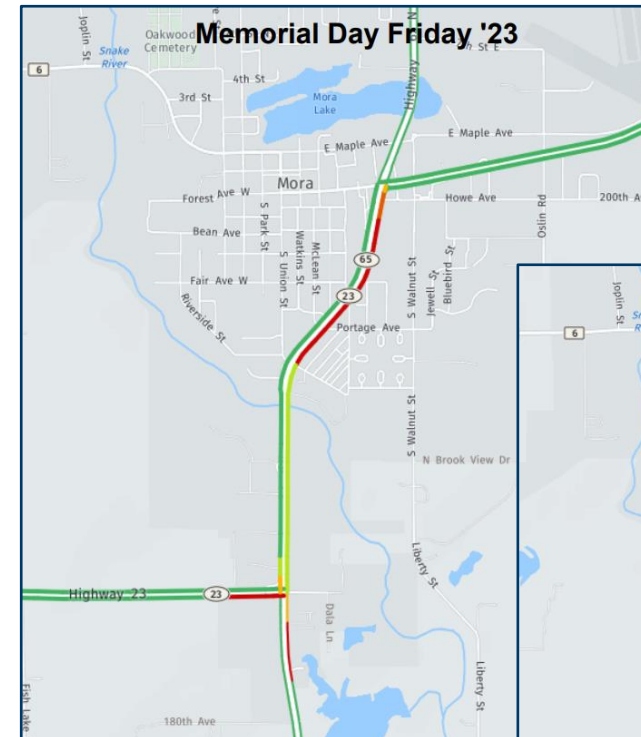 Memorial Day Friday '23
Joplin St
Oakwood
Cemetery
Snake
River
6
4th St
3rd St
Mora
Lake
Highway
N
St E
E Maple Ave
E Maple Ave
Mora
Forest Ave W
Howe Ave
200th A
Bean Ave
S Park St
S Union St
Watkins St
McLean St
65
S Walnut St
Jewell St
Bluebird St
Oslin Rd
Fair Ave W
23
Riverside St
Portage Ave
Joplin St
6
S Walnut St
N Brook View Dr
Liberty St
Highway 23
23
Dala Ln
Liberty St
Fish Lake
180th Ave